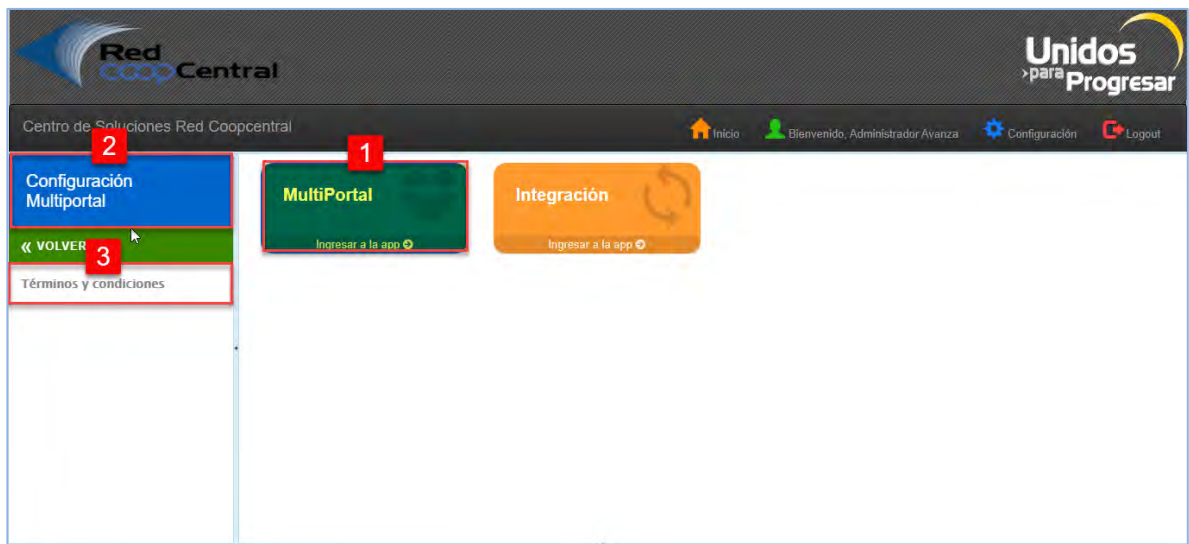 Red
Coop Central
Unidos
>para Progresar
Centro de Soluciones Red Coopcentral
Inicio
Bienvenido, Administrador Avanza
Configuración
Logout
2
Configuración
Multiportal
1
MultiPortal
Ingresar a la app
Integración
Ingresar a la app
« VOLVER
3
Términos y condiciones